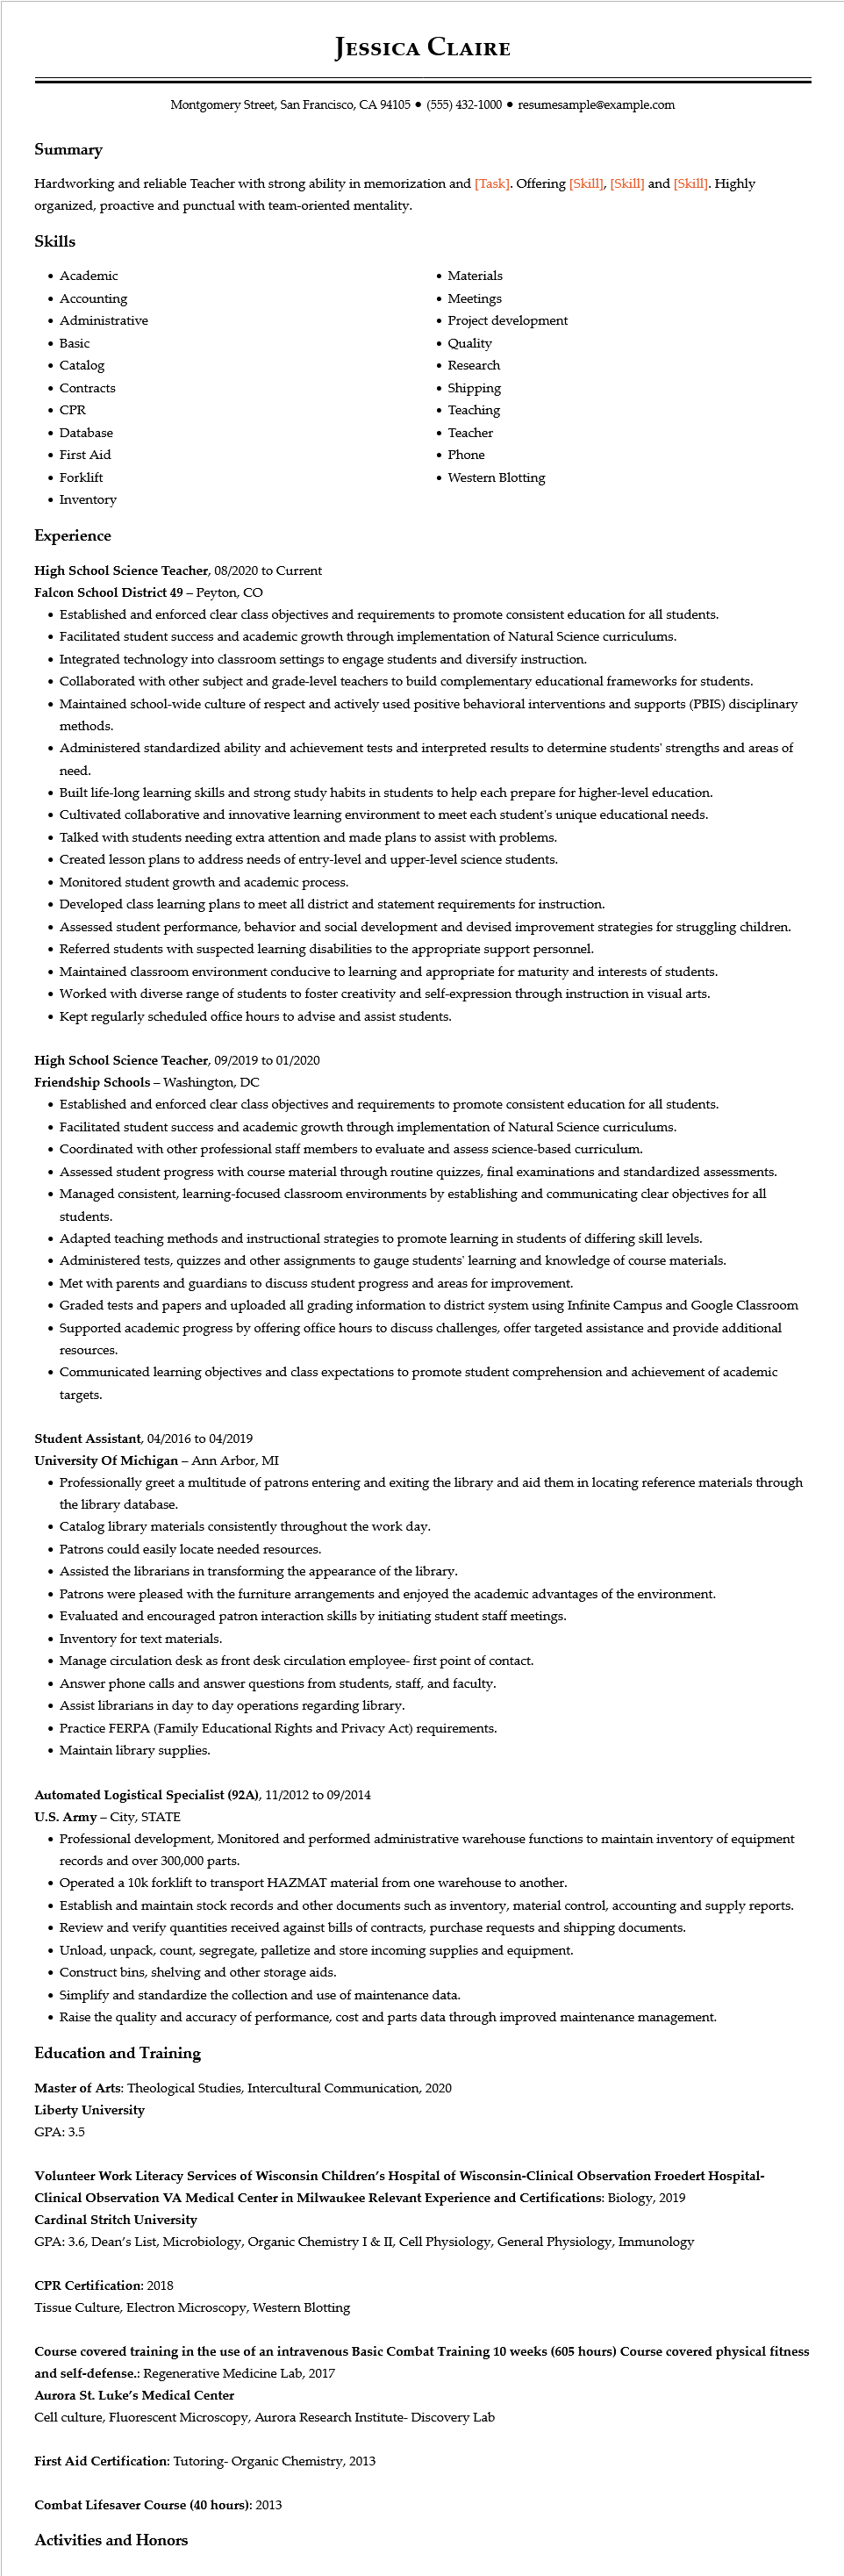 Jessica Claire
Montgomery Street, San Francisco, CA 94105 ● (555) 432-1000 ● resumesample@example.com
Summary
Hardworking and reliable Teacher with strong ability in memorization and [Task]. Offering [Skill], [Skill] and [Skill]. Highly
organized, proactive and punctual with team-oriented mentality.
Skills
• Academic
• Accounting
• Administrative
• Basic
• Catalog
• Contracts
• CPR
• Database
• First Aid
• Forklift
• Inventory
• Materials
• Meetings
• Project development
• Quality
• Research
• Shipping
• Teaching
• Teacher
• Phone
• Western Blotting
Experience
High School Science Teacher, 08/2020 to Current
Falcon School District 49 – Peyton, CO
• Established and enforced clear class objectives and requirements to promote consistent education for all students.
• Facilitated student success and academic growth through implementation of Natural Science curriculums.
• Integrated technology into classroom settings to engage students and diversify instruction.
• Collaborated with other subject and grade-level teachers to build complementary educational frameworks for students.
• Maintained school-wide culture of respect and actively used positive behavioral interventions and supports (PBIS) disciplinary
methods.
• Administered standardized ability and achievement tests and interpreted results to determine students' strengths and areas of
need.
• Built life-long learning skills and strong study habits in students to help each prepare for higher-level education.
• Cultivated collaborative and innovative learning environment to meet each student's unique educational needs.
• Talked with students needing extra attention and made plans to assist with problems.
• Created lesson plans to address needs of entry-level and upper-level science students.
• Monitored student growth and academic process.
• Developed class learning plans to meet all district and statement requirements for instruction.
• Assessed student performance, behavior and social development and devised improvement strategies for struggling children.
• Referred students with suspected learning disabilities to the appropriate support personnel.
• Maintained classroom environment conducive to learning and appropriate for maturity and interests of students.
• Worked with diverse range of students to foster creativity and self-expression through instruction in visual arts.
• Kept regularly scheduled office hours to advise and assist students.
High School Science Teacher, 09/2019 to 01/2020
Friendship Schools – Washington, DC
• Established and enforced clear class objectives and requirements to promote consistent education for all students.
• Facilitated student success and academic growth through implementation of Natural Science curriculums.
• Coordinated with other professional staff members to evaluate and assess science-based curriculum.
• Assessed student progress with course material through routine quizzes, final examinations and standardized assessments.
• Managed consistent, learning-focused classroom environments by establishing and communicating clear objectives for all
students.
• Adapted teaching methods and instructional strategies to promote learning in students of differing skill levels.
• Administered tests, quizzes and other assignments to gauge students' learning and knowledge of course materials.
• Met with parents and guardians to discuss student progress and areas for improvement.
• Graded tests and papers and uploaded all grading information to district system using Infinite Campus and Google Classroom
• Supported academic progress by offering office hours to discuss challenges, offer targeted assistance and provide additional
resources.
• Communicated learning objectives and class expectations to promote student comprehension and achievement of academic
targets.
Student Assistant, 04/2016 to 04/2019
University Of Michigan – Ann Arbor, MI
• Professionally greet a multitude of patrons entering and exiting the library and aid them in locating reference materials through
the library database.
• Catalog library materials consistently throughout the work day.
• Patrons could easily locate needed resources.
• Assisted the librarians in transforming the appearance of the library.
• Patrons were pleased with the furniture arrangements and enjoyed the academic advantages of the environment.
• Evaluated and encouraged patron interaction skills by initiating student staff meetings.
• Inventory for text materials.
• Manage circulation desk as front desk circulation employee- first point of contact.
• Answer phone calls and answer questions from students, staff, and faculty.
• Assist librarians in day to day operations regarding library.
• Practice FERPA (Family Educational Rights and Privacy Act) requirements.
• Maintain library supplies.
Automated Logistical Specialist (92A), 11/2012 to 09/2014
U.S. Army – City, STATE
• Professional development, Monitored and performed administrative warehouse functions to maintain inventory of equipment
records and over 300,000 parts.
• Operated a 10k forklift to transport HAZMAT material from one warehouse to another.
• Establish and maintain stock records and other documents such as inventory, material control, accounting and supply reports.
• Review and verify quantities received against bills of contracts, purchase requests and shipping documents.
• Unload, unpack, count, segregate, palletize and store incoming supplies and equipment.
• Construct bins, shelving and other storage aids.
• Simplify and standardize the collection and use of maintenance data.
• Raise the quality and accuracy of performance, cost and parts data through improved maintenance management.
Education and Training
Master of Arts: Theological Studies, Intercultural Communication, 2020
Liberty University
GPA: 3.5
Volunteer Work Literacy Services of Wisconsin Children’s Hospital of Wisconsin-Clinical Observation Froedert Hospital-
Clinical Observation VA Medical Center in Milwaukee Relevant Experience and Certifications: Biology, 2019
Cardinal Stritch University
GPA: 3.6, Dean’s List, Microbiology, Organic Chemistry I & II, Cell Physiology, General Physiology, Immunology
CPR Certification: 2018
Tissue Culture, Electron Microscopy, Western Blotting
Course covered training in the use of an intravenous Basic Combat Training 10 weeks (605 hours) Course covered physical fitness
and self-defense.: Regenerative Medicine Lab, 2017
Aurora St. Luke’s Medical Center
Cell culture, Fluorescent Microscopy, Aurora Research Institute- Discovery Lab
First Aid Certification: Tutoring- Organic Chemistry, 2013
Combat Lifesaver Course (40 hours): 2013
Activities and Honors